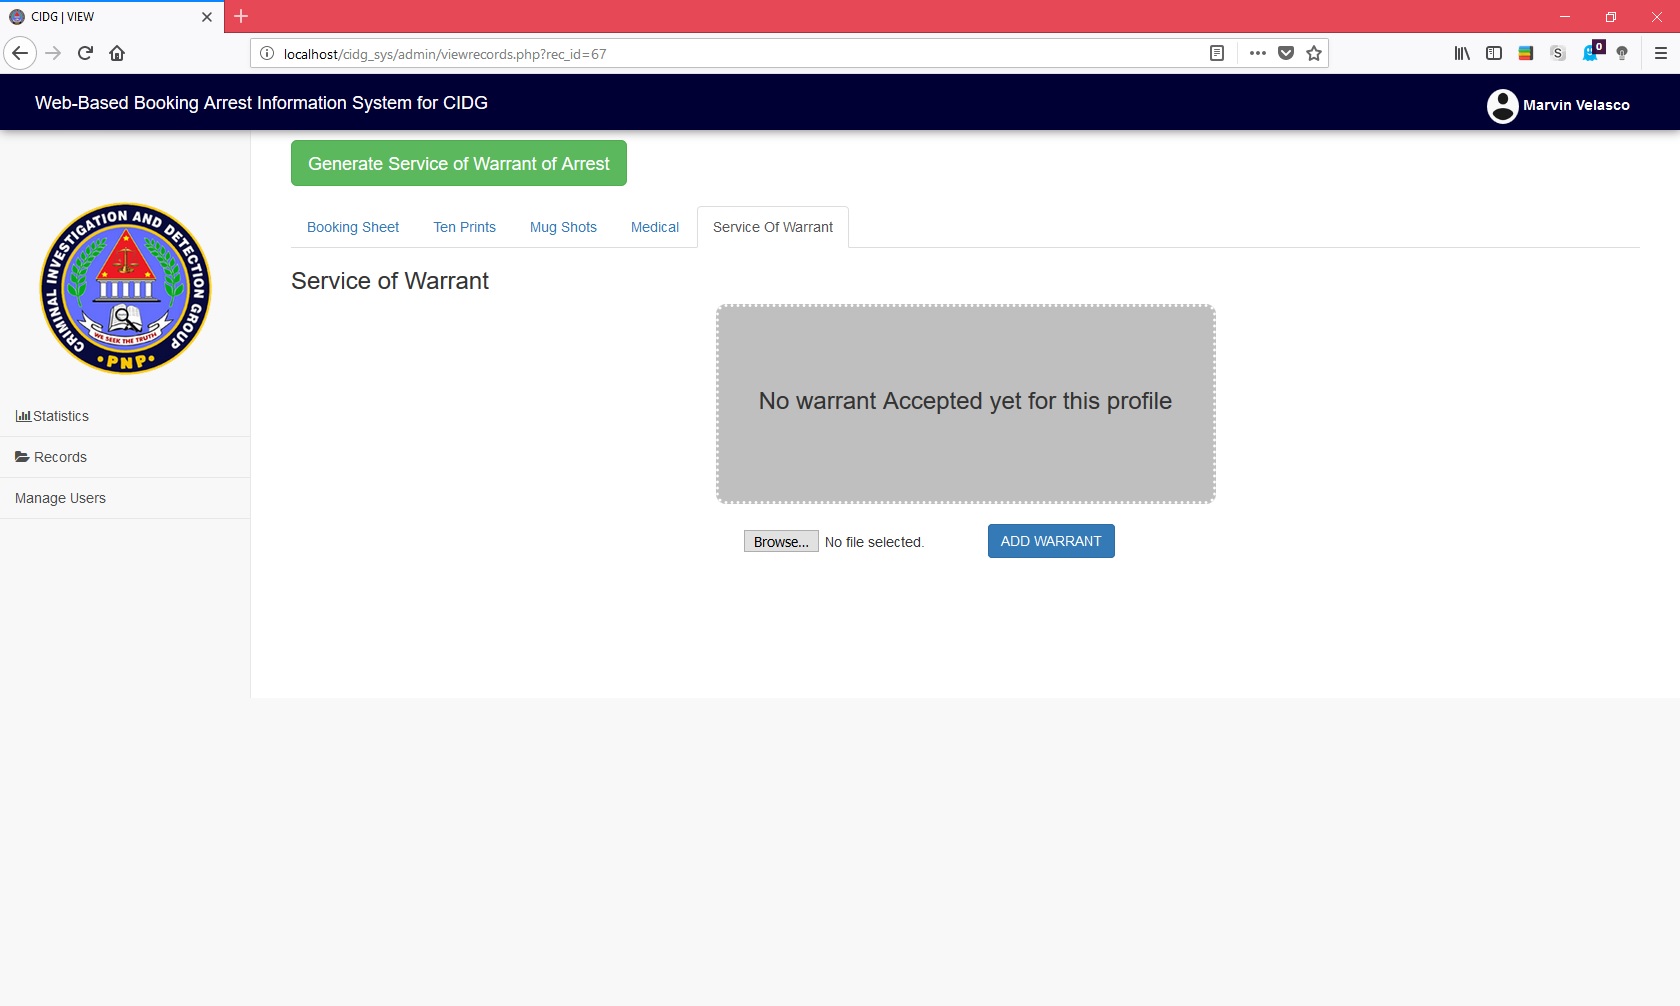 CIDG | VIEW
localhost/cidg_sys/admin/viewrecords.php?rec_id=67
S
0
Web-Based Booking Arrest Information System for CIDG
Marvin Velasco
Generate Service of Warrant of Arrest
Booking Sheet Ten Prints Mug Shots Medical Service Of Warrant
CRIMINAL INVESTIGATION AND DETECTION GROUP
WE SEEK THE TRUTH
PNP
Statistics
Records
Manage Users
Service of Warrant
No warrant Accepted yet for this profile
Browse... No file selected. ADD WARRANT